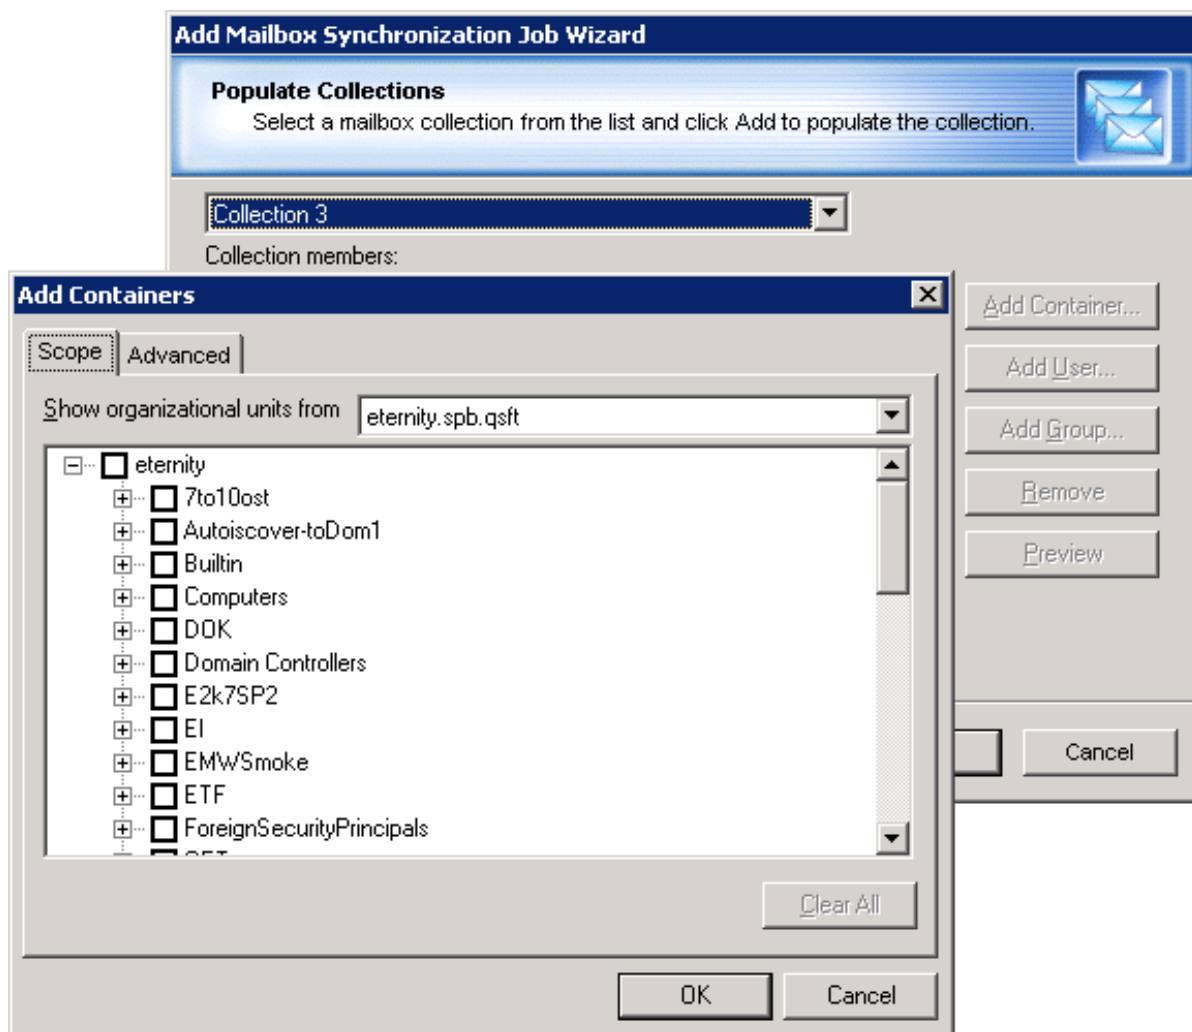 Add Mailbox Synchronization Job Wizard
Populate Collections
Select a mailbox collection from the list and click Add to populate the collection.
Collection 3
Collection members:
Add Container...
Add User...
Add Group...
Remove
Preview
Cancel
Add Containers
Scope
Advanced
Show organizational units from
eternity.spb.qsft
eternity
7to10ost
Autoiscover-toDom1
Builtin
Computers
DOK
Domain Controllers
E2k7SP2
EI
EMWSmoke
ETF
ForeignSecurityPrincipals
Clear All
OK
Cancel